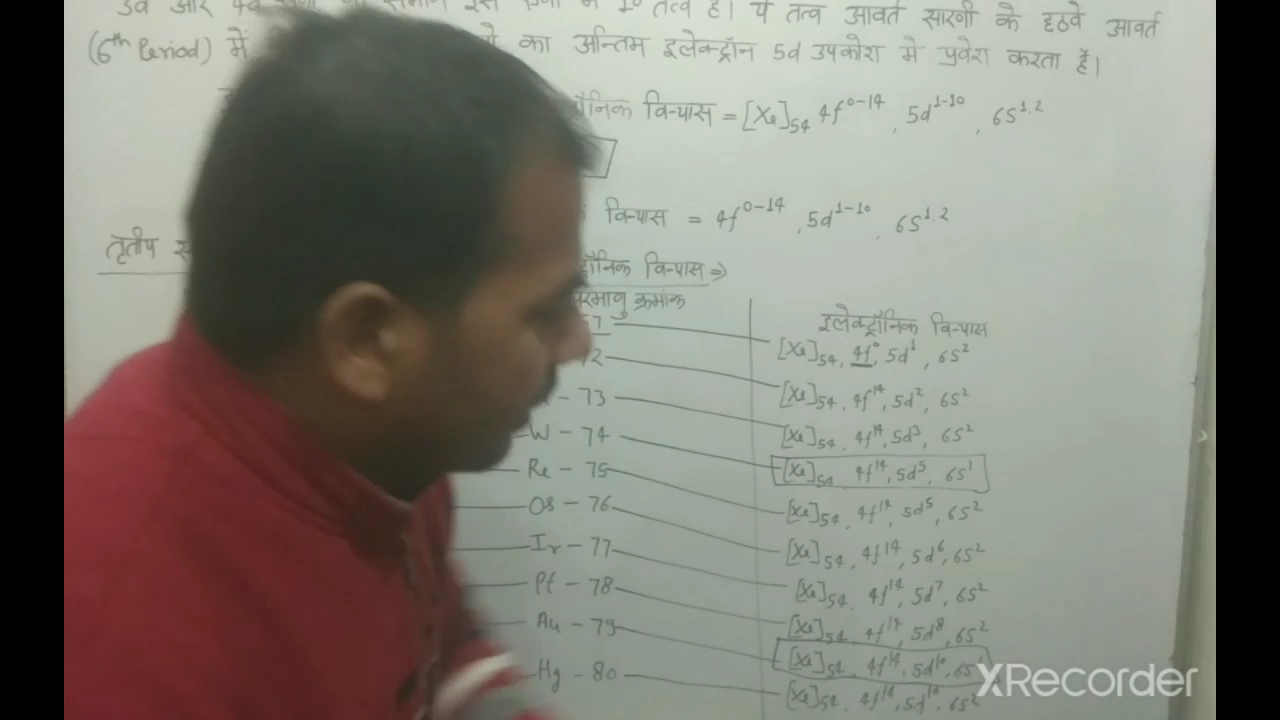 3d और 4d के समान इस श्रेणी में 10 तत्व है। ये तत्व आवर्त सारणी के छठवें आवर्त
(6th Period) में का अन्तिम इलेक्ट्रॉन 5d उपकोश मे प्रवेश करता हैं।
विन्यास = [Xe]54 4f0-14, 5d1-10, 6S1,2
विन्यास = 4f0-14, 5d1-10, 6S1,2
तृतीय
विन्यास ⇒
परमाणु क्रमांक इलेक्ट्रॉनिक विन्यास
[Xe]54, 4f0, 5d1, 6S2
[Xe]54, 4f14, 5d2, 6S2
- 73 [Xe]54, 4f14, 5d3, 6S2
W - 74 [Xe]54 4f14, 5d5, 6S1
Re - 75 [Xe]54, 4f14, 5d5, 6S2
Os - 76 [Xe]54, 4f14, 5d6, 6S2
Ir - 77 [Xe]54, 4f14, 5d7, 6S2
Pt - 78 [Xe]54, 4f14, 5d8, 6S2
Au - 79 [Xe]54, 4f14, 5d10, 6S1
Hg - 80 [Xe]54, 4f14, 5d10, 6S2
XRecorder